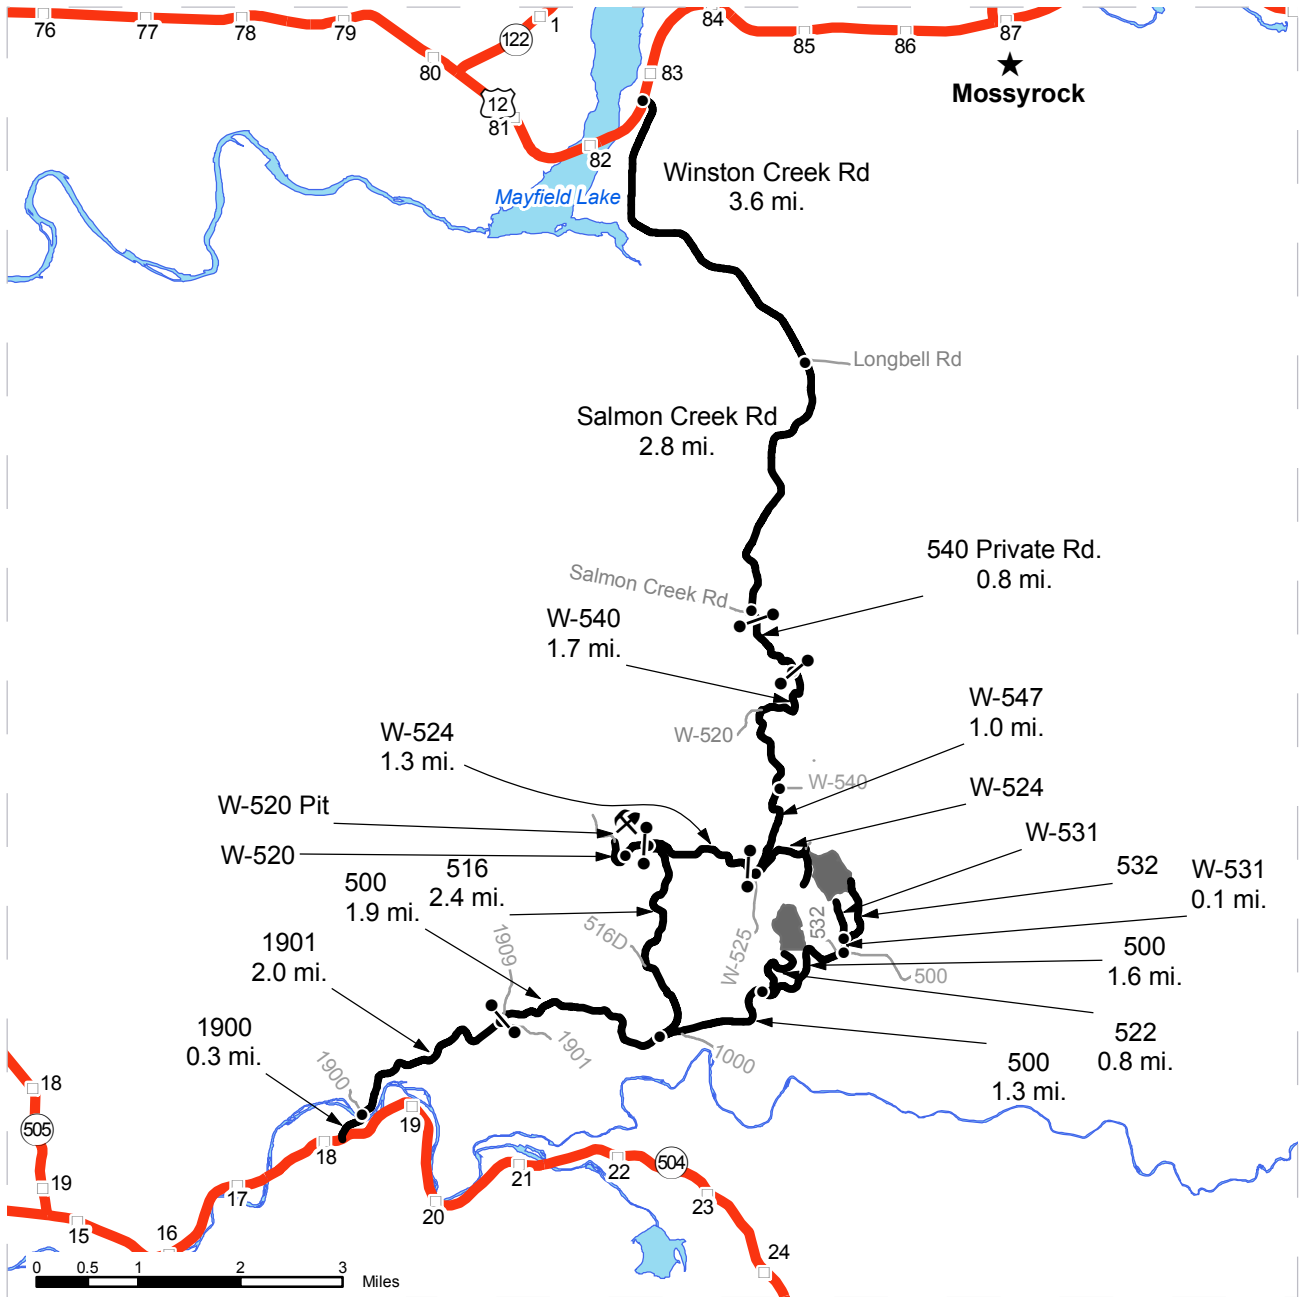 76
77
78
79
122
1
84
85
86
87
80
83
12
81
82
Mossyrock
Winston Creek Rd
3.6 mi.
Mayfield Lake
Longbell Rd
Salmon Creek Rd
2.8 mi.
540 Private Rd.
0.8 mi.
Salmon Creek Rd
W-540
1.7 mi.
W-547
1.0 mi.
W-524
1.3 mi.
W-520
W-540
W-524
W-520 Pit
W-531
W-520
516
2.4 mi.
532
W-531
0.1 mi.
500
1.9 mi.
532
516D
1909
W-525
1901
2.0 mi.
500
1.6 mi.
500
1900
0.3 mi.
1901
1000
522
0.8 mi.
500
1.3 mi.
1900
18
505
19
19
18
504
22
21
17
23
20
15
16
24
0 0.5 1 2 3
Miles